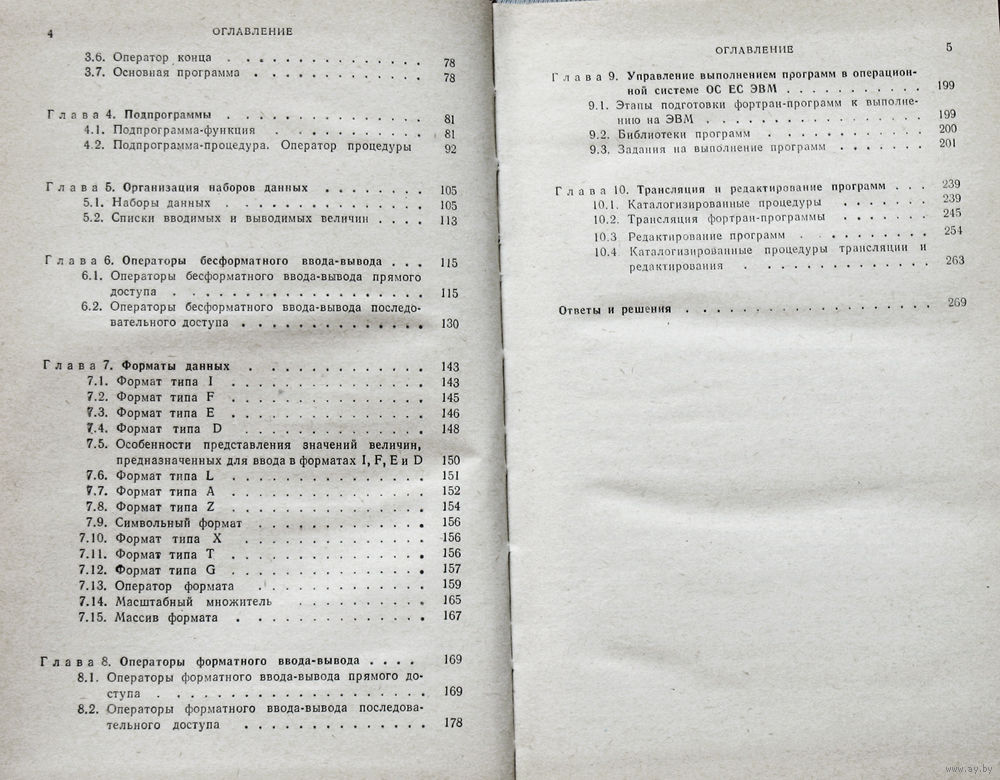 4 ОГЛАВЛЕНИЕ
3.6. Оператор конца . . . . . . . . . . . . . 78
3.7. Основная программа . . . . . . . . . . . 78
Глава 4. Подпрограммы . . . . . . . . . . . . 81
4.1. Подпрограмма-функция . . . . . . . . . . 81
4.2. Подпрограмма-процедура. Оператор процедуры 92
Глава 5. Организация наборов данных . . . . . . . 105
5.1. Наборы данных . . . . . . . . . . . . . 105
5.2. Списки вводимых и выводимых величин . . . . 113
Глава 6. Операторы бесформатного ввода-вывода . . . 115
6.1. Операторы бесформатного ввода-вывода прямого
доступа . . . . . . . . . . . . . . . . 115
6.2. Операторы бесформатного ввода-вывода последо-
вательного доступа . . . . . . . . . . . . 130
Глава 7. Форматы данных . . . . . . . . . . . . 143
7.1. Формат типа I . . . . . . . . . . . . . 143
7.2. Формат типа F . . . . . . . . . . . . . 145
7.3. Формат типа E . . . . . . . . . . . . . 146
7.4. Формат типа D . . . . . . . . . . . . . 148
7.5. Особенности представления значений величин,
предназначенных для ввода в форматах I, F, E и D 150
7.6. Формат типа L . . . . . . . . . . . . . 151
7.7. Формат типа A . . . . . . . . . . . . . 152
7.8. Формат типа Z . . . . . . . . . . . . . 154
7.9. Символьный формат . . . . . . . . . . . 156
7.10. Формат типа X . . . . . . . . . . . . . 156
7.11. Формат типа T . . . . . . . . . . . . . 156
7.12. Формат типа G . . . . . . . . . . . . . 157
7.13. Оператор формата . . . . . . . . . . . 159
7.14. Масштабный множитель . . . . . . . . . 165
7.15. Массив формата . . . . . . . . . . . . 167
Глава 8. Операторы форматного ввода-вывода . . . . 169
8.1. Операторы форматного ввода-вывода прямого до-
ступа . . . . . . . . . . . . . . . . . 169
8.2. Операторы форматного ввода-вывода последова-
тельного доступа . . . . . . . . . . . . 178
ОГЛАВЛЕНИЕ 5
Глава 9. Управление выполнением программ в операцион-
ной системе ОС ЕС ЭВМ . . . . . . . . . . 199
9.1. Этапы подготовки фортран-программ к выполне-
нию на ЭВМ . . . . . . . . . . . . . . 199
9.2. Библиотеки программ . . . . . . . . . . 200
9.3. Задания на выполнение программ . . . . . . . 201
Глава 10. Трансляция и редактирование программ . . . 239
10.1. Каталогизированные процедуры . . . . . . 239
10.2. Трансляция фортран-программы . . . . . . 245
10.3 Редактирование программ . . . . . . . . . 254
10.4. Каталогизированные процедуры трансляции и
редактирования . . . . . . . . . . . . 263
Ответы и решения . . . . . . . . . . . . . . . 269
www.ay.by